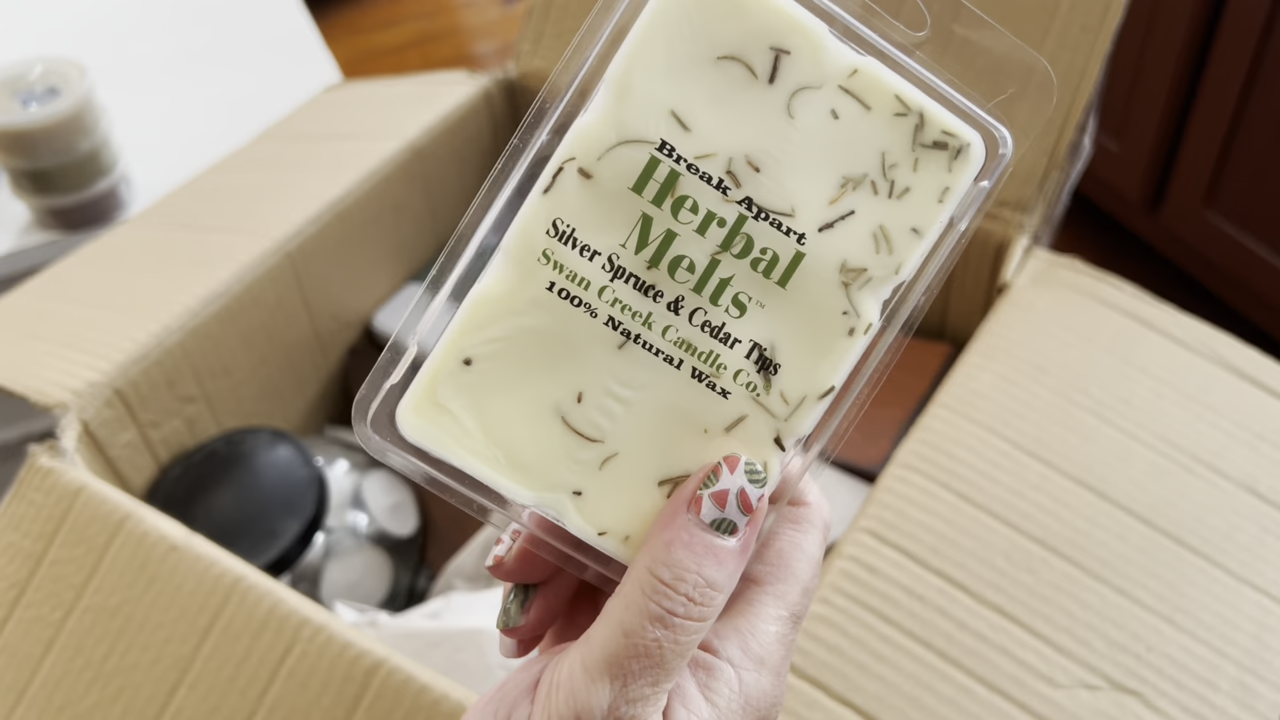 Break Apart
Herbal
Melts™
Silver Spruce & Cedar Tips
Swan Creek Candle Co.
100% Natural Wax